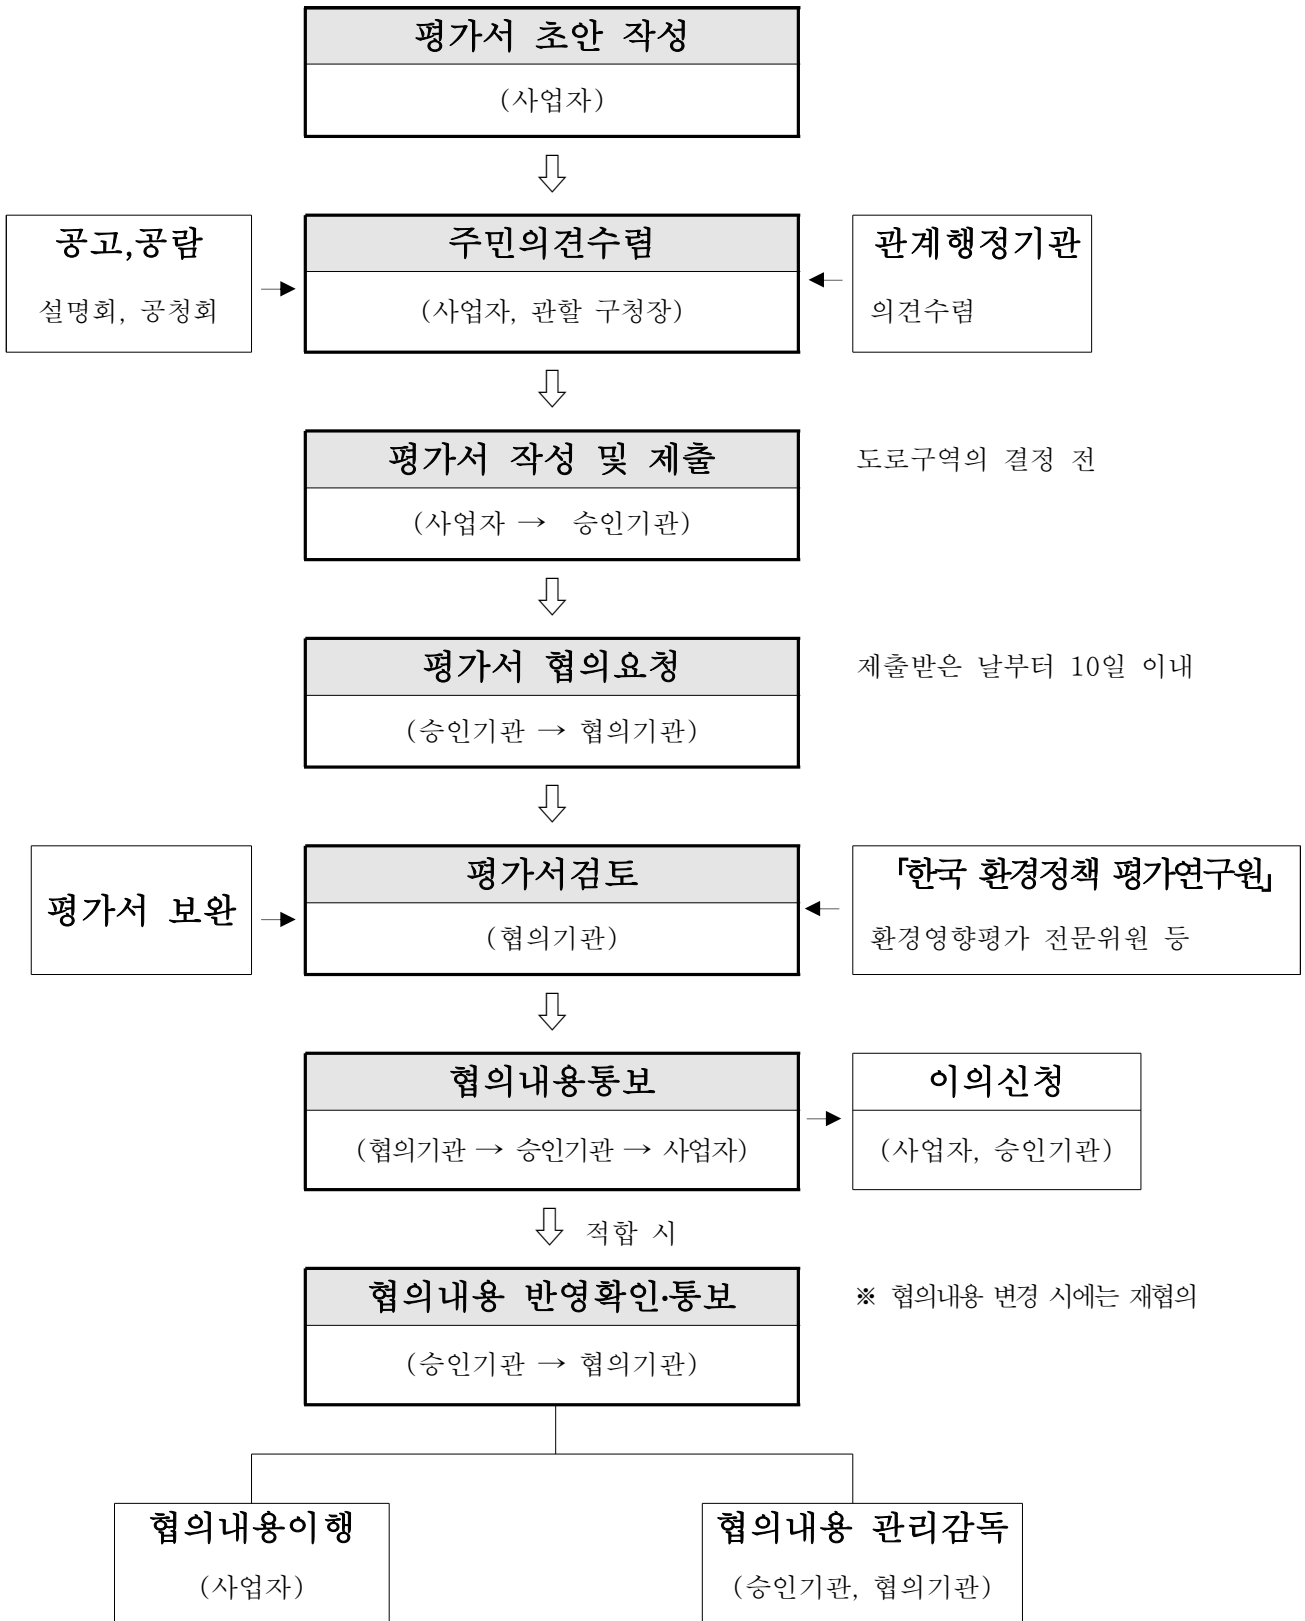 평가서 초안 작성
(사업자)
공고,공람
설명회, 공청회
주민의견수렴
(사업자, 관할 구청장)
관계행정기관
의견수렴
평가서 작성 및 제출
(사업자 → 승인기관)
도로구역의 결정 전
평가서 협의요청
(승인기관 → 협의기관)
제출받은 날부터 10일 이내
평가서 보완
평가서검토
(협의기관)
「한국 환경정책 평가연구원」
환경영향평가 전문위원 등
협의내용통보
(협의기관 → 승인기관 → 사업자)
이의신청
(사업자, 승인기관)
적합 시
협의내용 반영확인·통보
(승인기관 → 협의기관)
※ 협의내용 변경 시에는 재협의
협의내용이행
(사업자)
협의내용 관리감독
(승인기관, 협의기관)